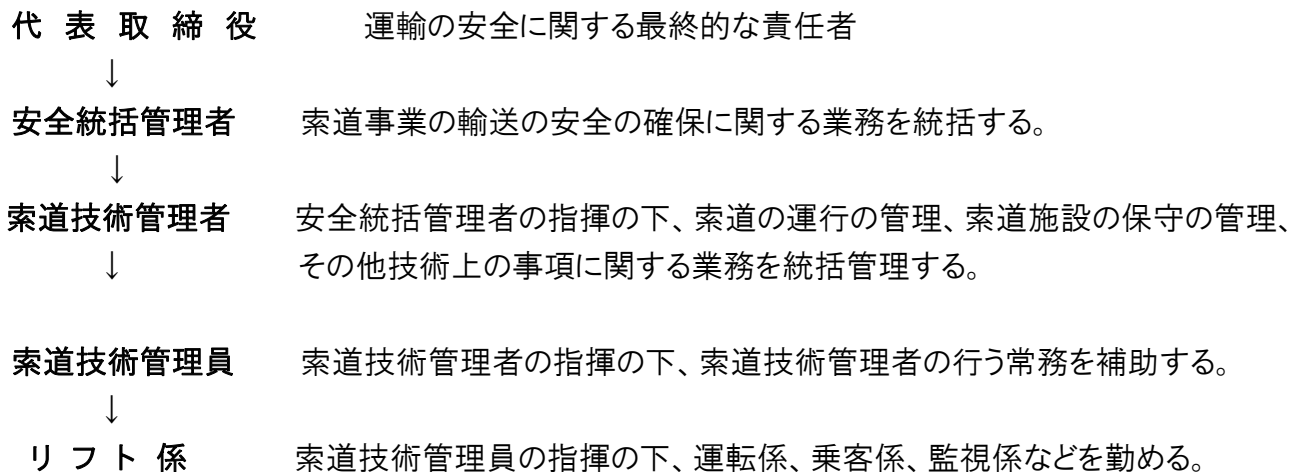 代 表 取 締 役 運輸の安全に関する最終的な責任者
↓
安全統括管理者 索道事業の輸送の安全の確保に関する業務を統括する。
↓
索道技術管理者 安全統括管理者の指揮の下、索道の運行の管理、索道施設の保守の管理、
↓ その他技術上の事項に関する業務を統括管理する。
索道技術管理員 索道技術管理者の指揮の下、索道技術管理者の行う常務を補助する。
↓
リ フ ト 係 索道技術管理員の指揮の下、運転係、乗客係、監視係などを勤める。